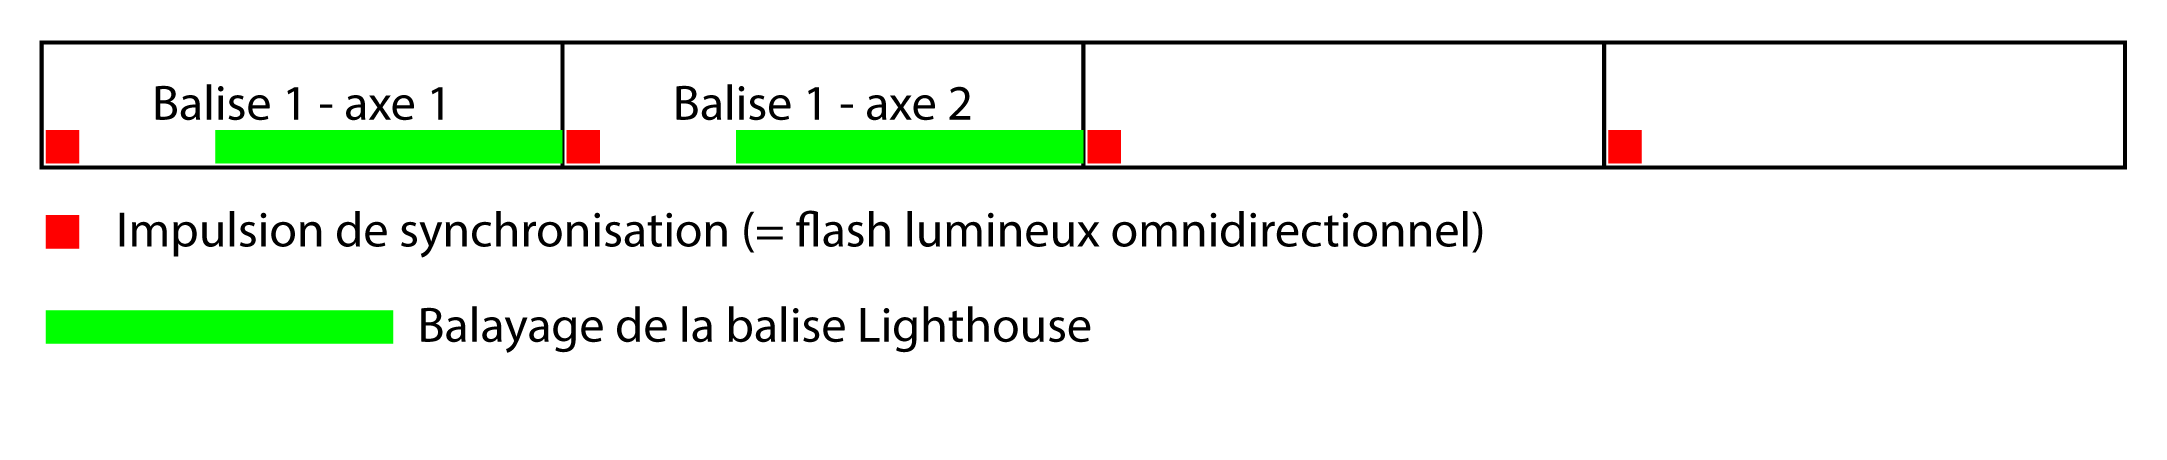 Balise 1 - axe 1
Balise 1 - axe 2
Impulsion de synchronisation (= flash lumineux omnidirectionnel)
Balayage de la balise Lighthouse